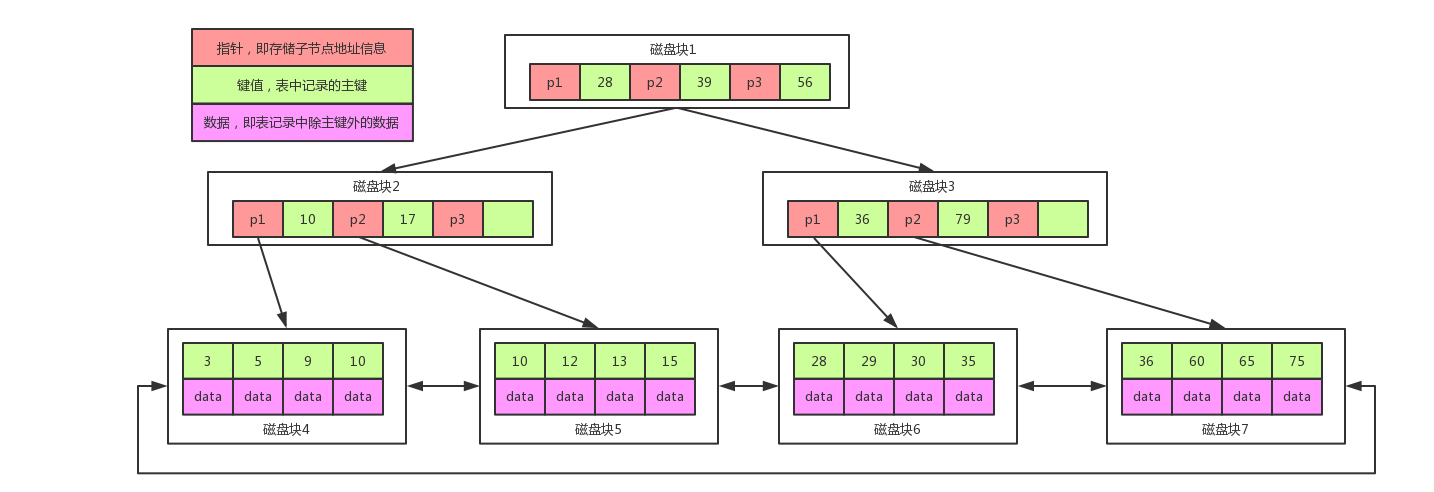 指针，即存储子节点地址信息
键值，表中记录的主键
数据，即表记录中除主键外的数据
磁盘块1
p1 28 p2 39 p3 56
磁盘块2
p1 10 p2 17 p3
磁盘块3
p1 36 p2 79 p3
3 5 9 10
data data data data
磁盘块4
10 12 13 15
data data data data
磁盘块5
28 29 30 35
data data data data
磁盘块6
36 60 65 75
data data data data
磁盘块7